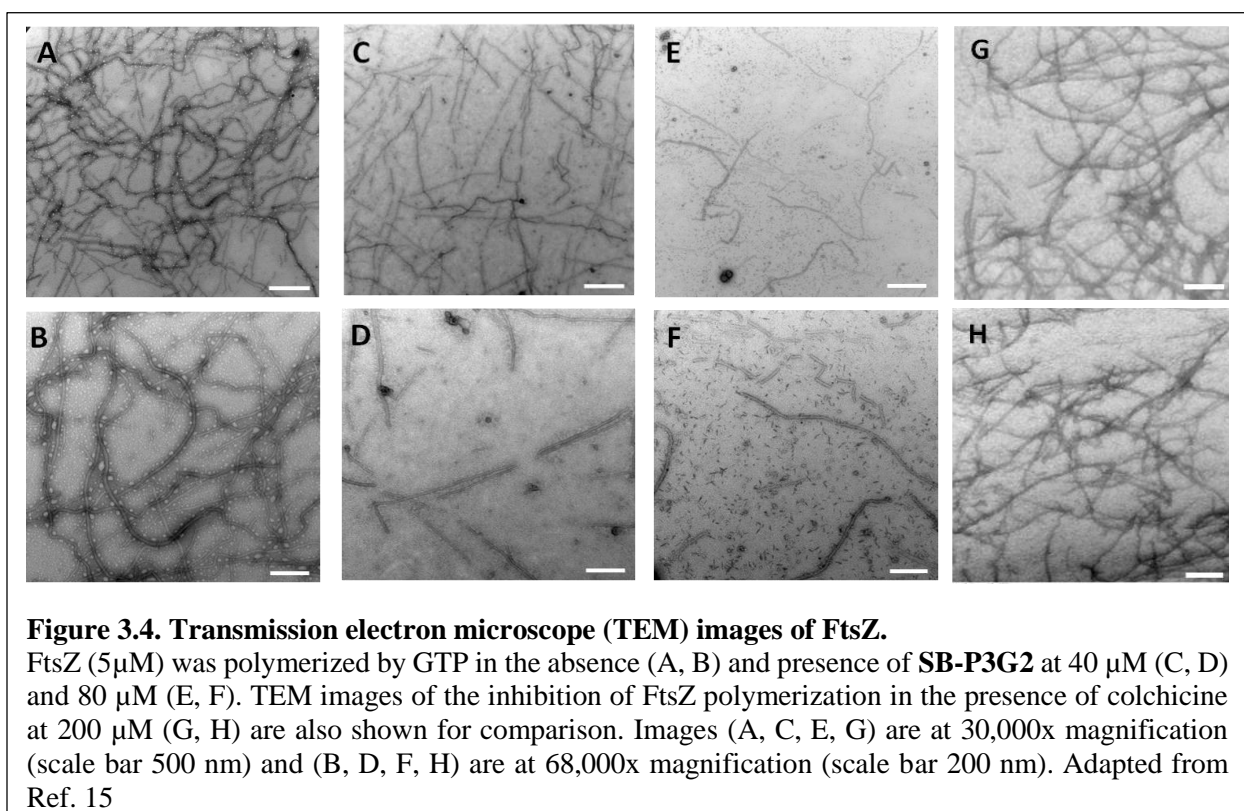 A
C
E
G
B
D
F
H
Figure 3.4. Transmission electron microscope (TEM) images of FtsZ.
FtsZ (5µM) was polymerized by GTP in the absence (A, B) and presence of SB-P3G2 at 40 µM (C, D)
and 80 µM (E, F). TEM images of the inhibition of FtsZ polymerization in the presence of colchicine
at 200 µM (G, H) are also shown for comparison. Images (A, C, E, G) are at 30,000x magnification
(scale bar 500 nm) and (B, D, F, H) are at 68,000x magnification (scale bar 200 nm). Adapted from
Ref. 15